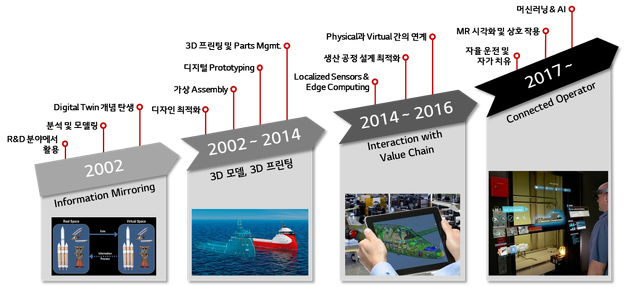 Digital Twin 개념 탄생
분석 및 모델링
R&D 분야에서
활용
2002
Information Mirroring
Real Space
Virtual Space
Data
Information
Process
3D 프린팅 및 Parts Mgmt.
디지털 Prototyping
가상 Assembly
디자인 최적화
2002 ~ 2014
3D 모델, 3D 프린팅
Physical과 Virtual 간의 연계
생산 공정 설계 최적화
Localized Sensors &
Edge Computing
2014 ~ 2016
Interaction with
Value Chain
머신러닝 & AI
MR 시각화 및 상호 작용
자율 운전 및
자가 치유
2017 ~
Connected Operator